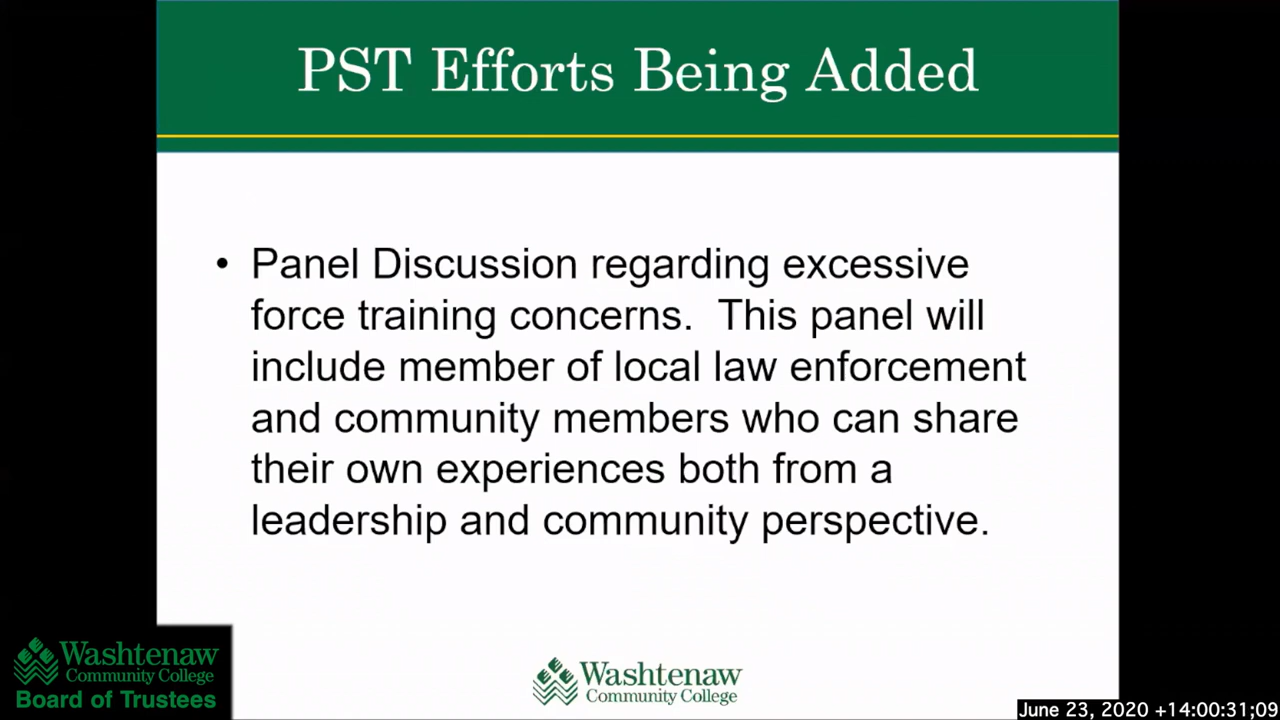 PST Efforts Being Added
• Panel Discussion regarding excessive
force training concerns.  This panel will
include member of local law enforcement
and community members who can share
their own experiences both from a
leadership and community perspective.
Washtenaw
Community College
Board of Trustees
Washtenaw
Community College
June 23, 2020 +14:00:31;09